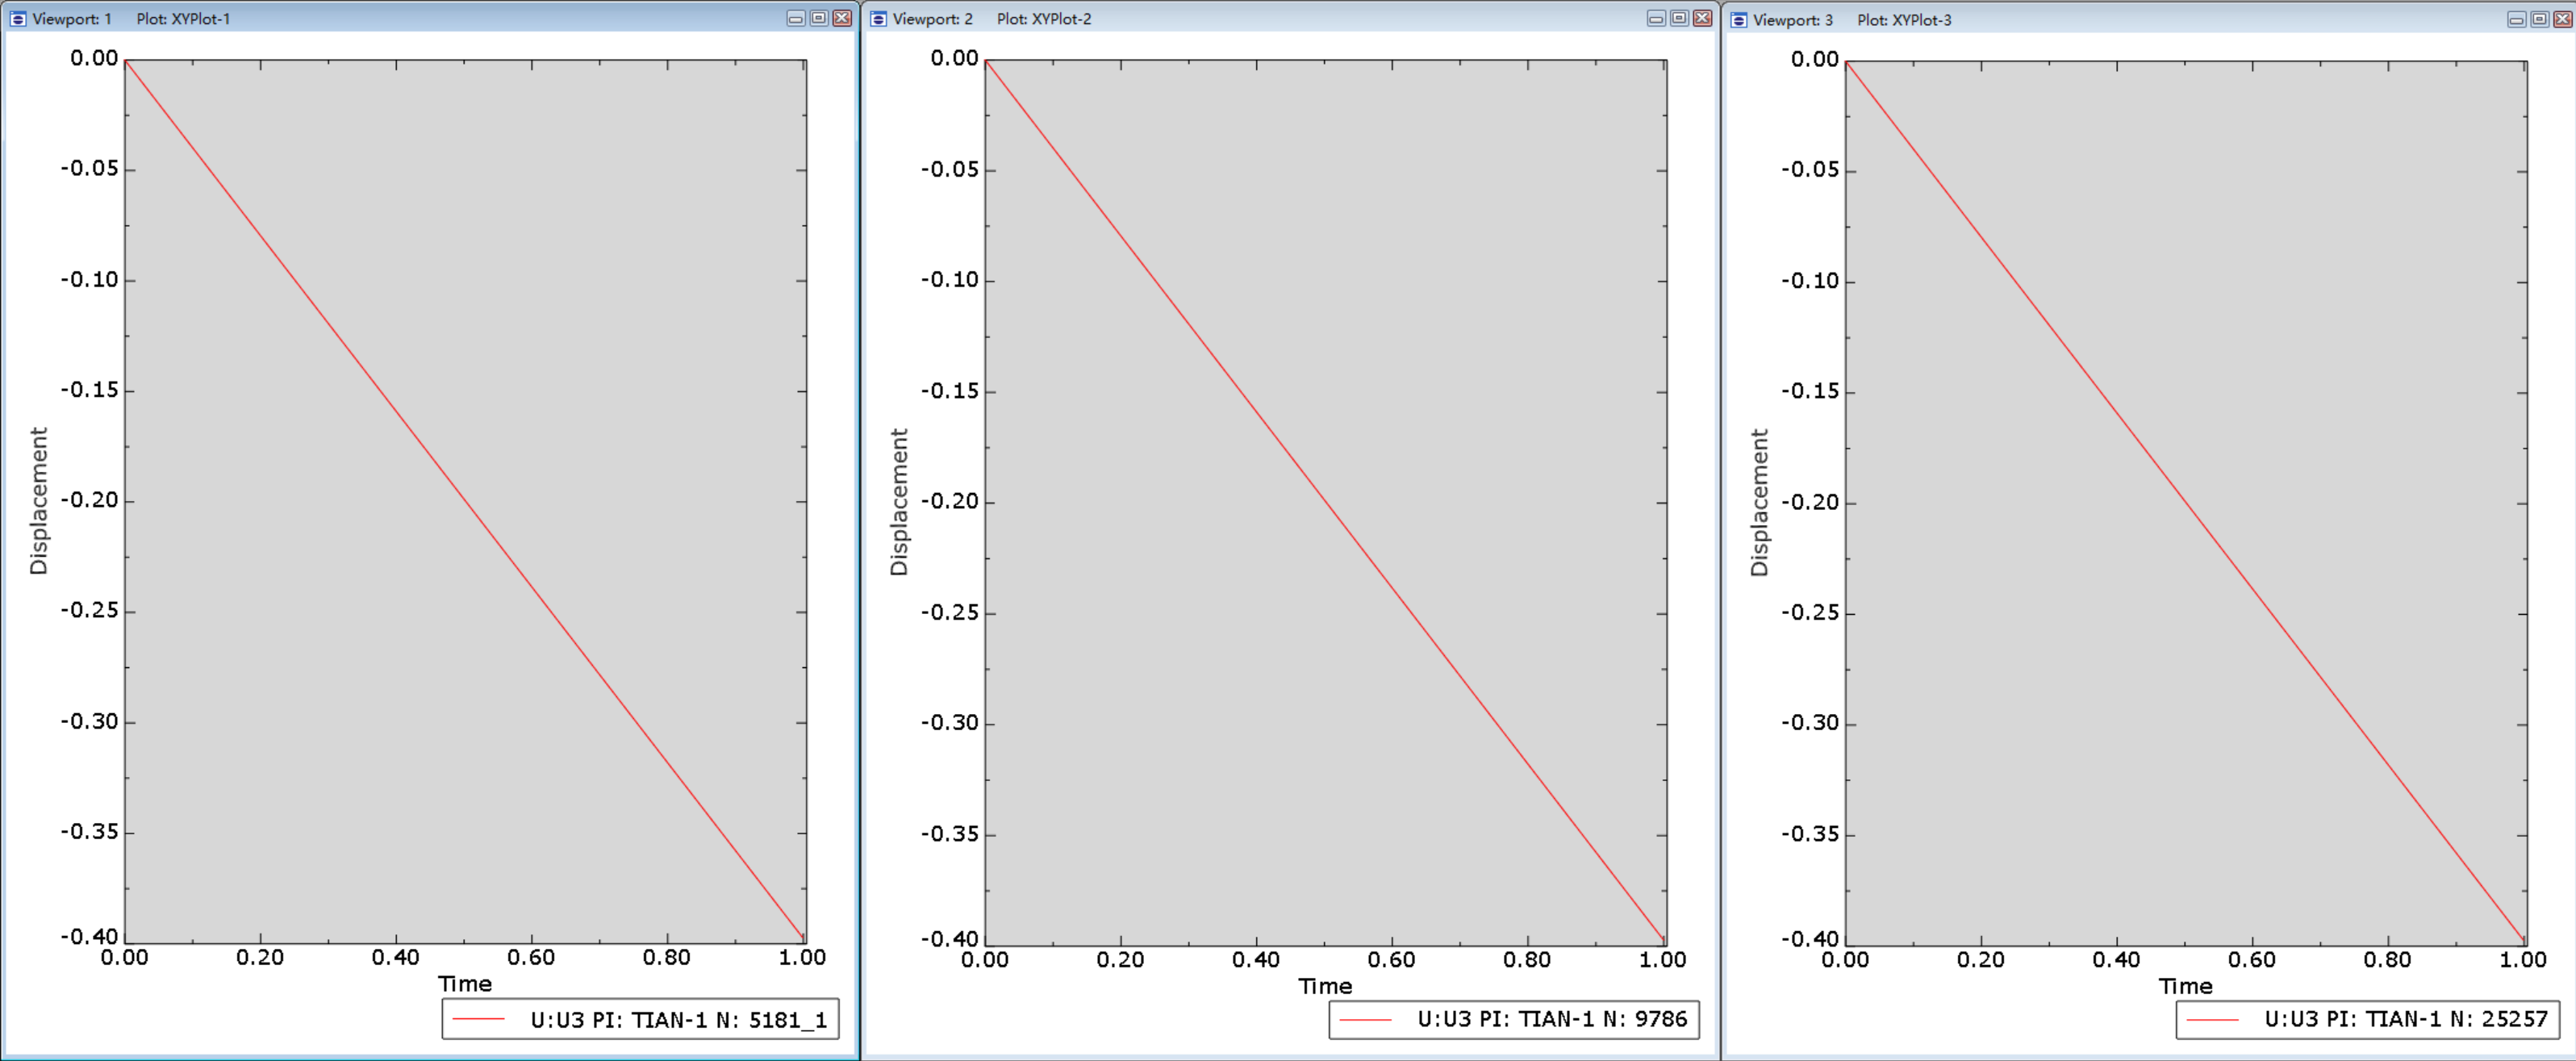 Viewport: 1 Plot: XYPlot-1
0.00
-0.05
-0.10
-0.15
-0.20
-0.25
-0.30
-0.35
-0.40
Displacement
0.00 0.20 0.40 0.60 0.80 1.00
Time
U:U3 PI: TIAN-1 N: 5181_1
Viewport: 2 Plot: XYPlot-2
0.00
-0.05
-0.10
-0.15
-0.20
-0.25
-0.30
-0.35
-0.40
Displacement
0.00 0.20 0.40 0.60 0.80 1.00
Time
U:U3 PI: TIAN-1 N: 9786
Viewport: 3 Plot: XYPlot-3
0.00
-0.05
-0.10
-0.15
-0.20
-0.25
-0.30
-0.35
-0.40
Displacement
0.00 0.20 0.40 0.60 0.80 1.00
Time
U:U3 PI: TIAN-1 N: 25257